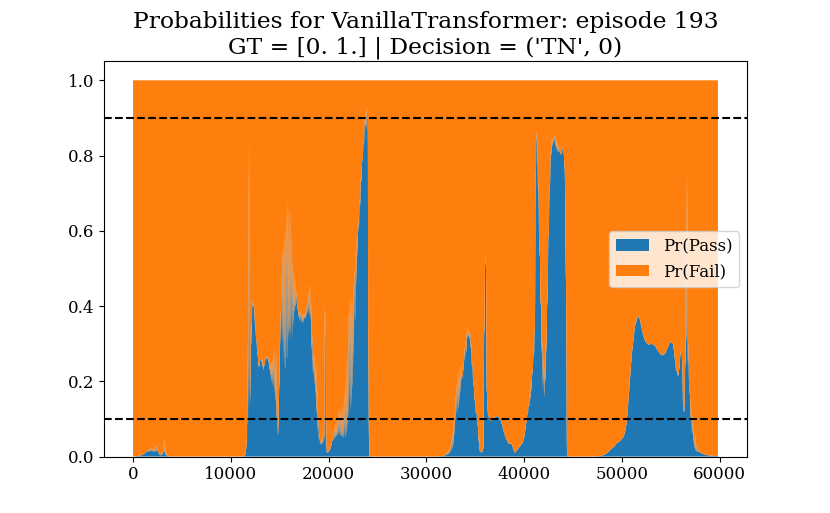 Probabilities for VanillaTransformer: episode 193
GT = [0. 1.] | Decision = ('TN', 0)
1.0
0.8
0.6
0.4
0.2
0.0
Pr(Pass)
Pr(Fail)
0 10000 20000 30000 40000 50000 60000